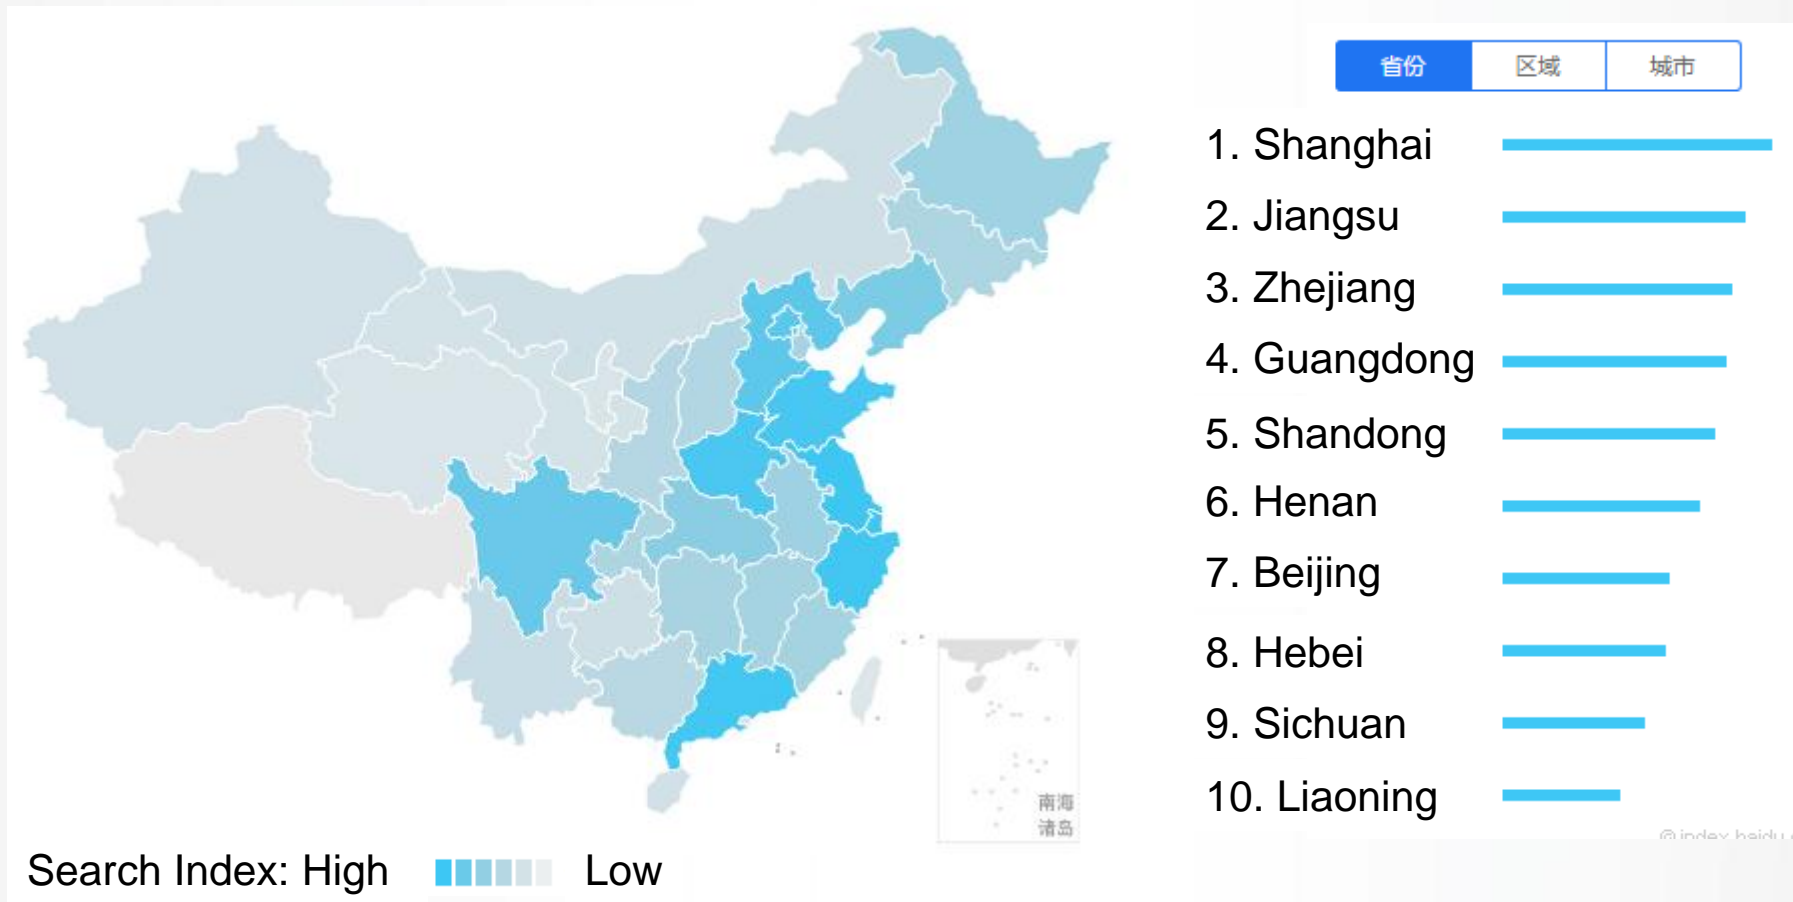 省份 区域 城市
1. Shanghai
2. Jiangsu
3. Zhejiang
4. Guangdong
5. Shandong
6. Henan
7. Beijing
8. Hebei
9. Sichuan
10. Liaoning
南海
诸岛
Search Index: High Low